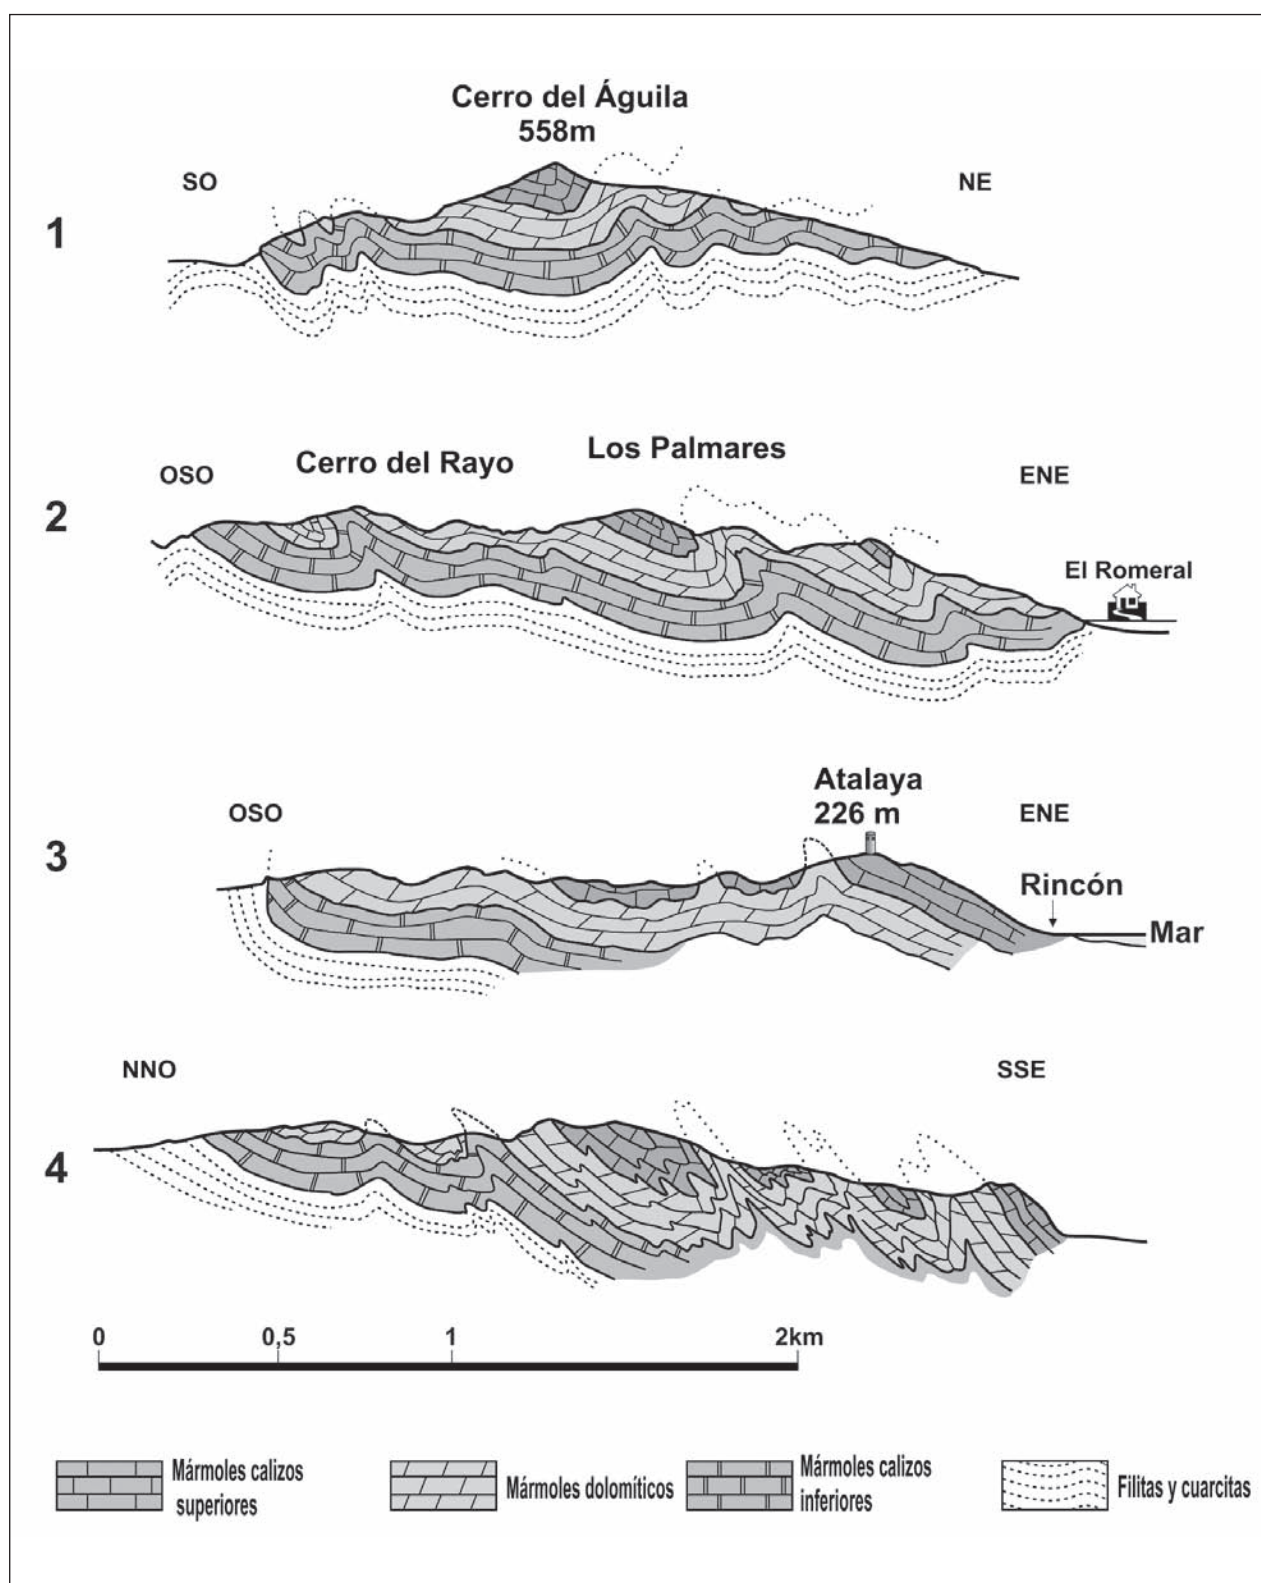 Cerro del Águila
558m
SO
NE
1
Los Palmares
Cerro del Rayo
OSO
ENE
2
El Romeral
Atalaya
226 m
OSO
ENE
3
Rincón
Mar
NNO
SSE
4
0
0,5
1
2km
Mármoles calizos
superiores
Mármoles dolomíticos
Mármoles calizos
inferiores
Filitas y cuarcitas